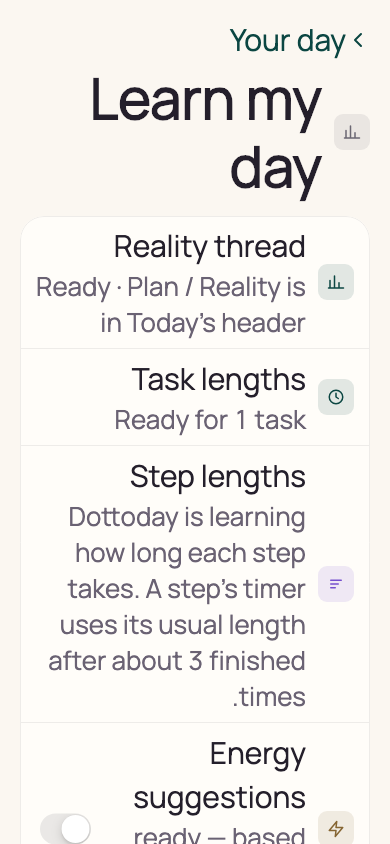 Your day
Learn my
day
Reality thread
Ready · Plan / Reality is
in Today's header
Task lengths
Ready for 1 task
Step lengths
Dottoday is learning
how long each step
takes. A step's timer
uses its usual length
after about 3 finished
.times
Energy
suggestions
ready — based